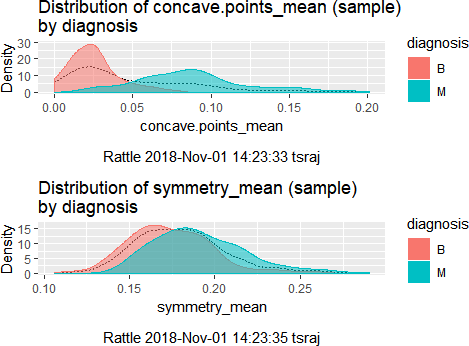 Distribution of concave.points_mean (sample)
by diagnosis
Density
30
20
10
0
0.00 0.05 0.10 0.15 0.20
concave.points_mean
diagnosis
B
M
Rattle 2018-Nov-01 14:23:33 tsraj
Distribution of symmetry_mean (sample)
by diagnosis
Density
15
10
5
0
0.10 0.15 0.20 0.25
symmetry_mean
diagnosis
B
M
Rattle 2018-Nov-01 14:23:35 tsraj